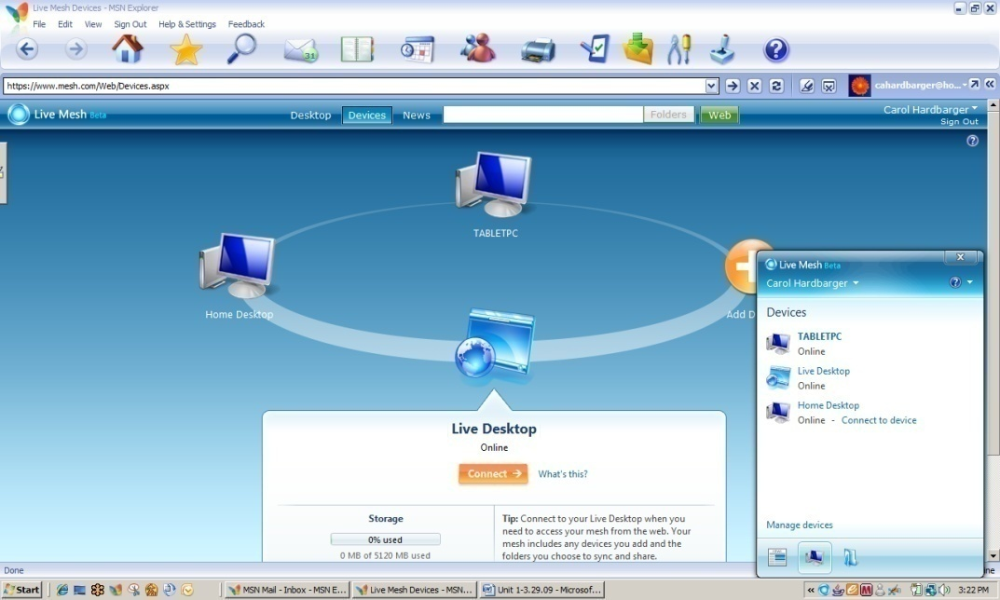 Live Mesh Devices - MSN Explorer
File Edit View Sign Out Help & Settings Feedback
31
https://www.mesh.com/Web/Devices.aspx
cahardbarger@ho...
Live Mesh Beta
Desktop Devices News Folders Web
Carol Hardbarger
Sign Out
TABLETPC
Home Desktop
Add D
Live Desktop
Online
Connect What's this?
Storage
0% used
0 MB of 5120 MB used
Tip: Connect to your Live Desktop when you
need to access your mesh from the web. Your
mesh includes any devices you add and the
folders you choose to sync and share.
Live Mesh Beta
Carol Hardbarger
Devices
TABLETPC
Online
Live Desktop
Online
Home Desktop
Online - Connect to device
Manage devices
Done
Start MSN Mail - Inbox - MSN E... Live Mesh Devices - MSN... Unit 1-3.29.09 - Microsof... 3:22 PM